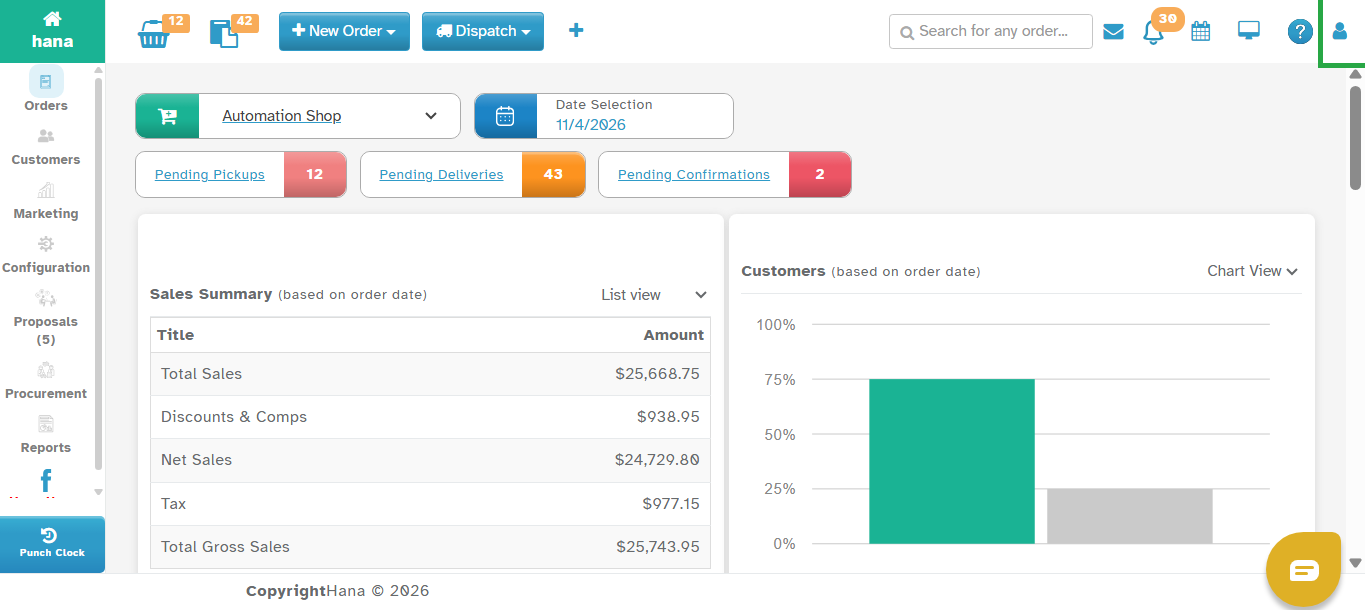 hana
12
42
New Order
Dispatch
Search for any order...
30
?
Orders
Customers
Marketing
Configuration
Proposals
(5)
Procurement
Reports
Punch Clock
Automation Shop
Date Selection
11/4/2026
Pending Pickups 12
Pending Deliveries 43
Pending Confirmations 2
Sales Summary (based on order date) List view
Title Amount
Total Sales $25,668.75
Discounts & Comps $938.95
Net Sales $24,729.80
Tax $977.15
Total Gross Sales $25,743.95
Customers (based on order date) Chart View
100%
75%
50%
25%
0%
CopyrightHana © 2026